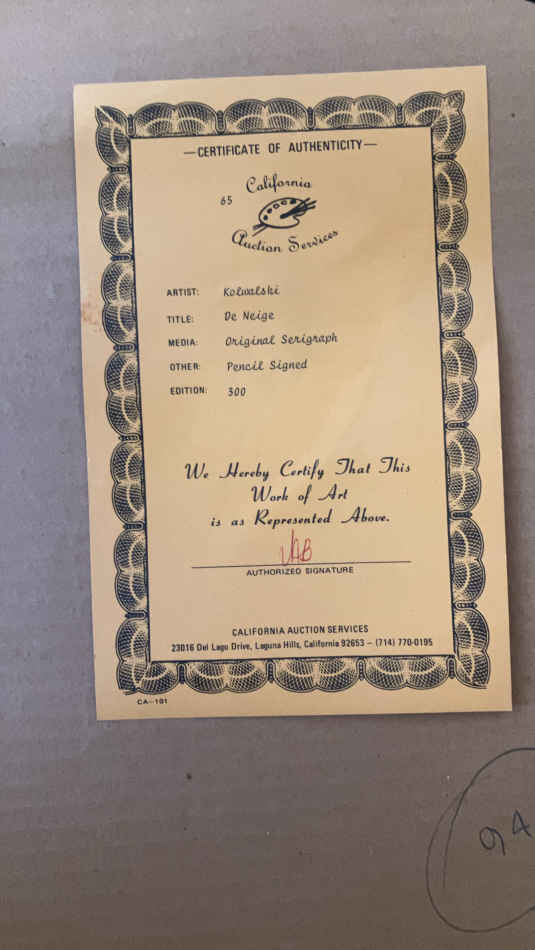 —CERTIFICATE OF AUTHENTICITY—
California
65
Auction Services
ARTIST: Kolwalski
TITLE: De Neige
MEDIA: Original Serigraph
OTHER: Pencil Signed
EDITION: 300
We Hereby Certify That This
Work of Art
is as Represented Above.
JAB
AUTHORIZED SIGNATURE
CALIFORNIA AUCTION SERVICES
23016 Del Lago Drive, Laguna Hills, California 92653 – (714) 770-0195
CA–101
94